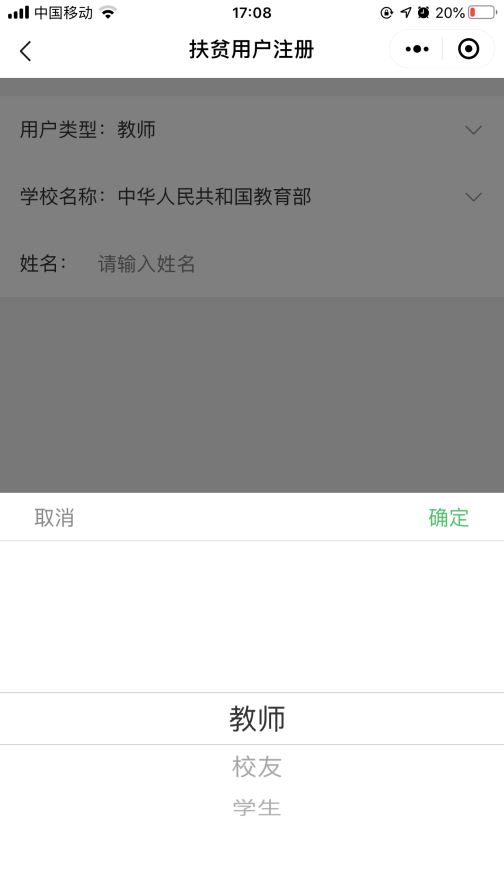 中国移动 17:08 20%
扶贫用户注册
用户类型：教师
学校名称：中华人民共和国教育部
姓名： 请输入姓名
取消 确定
教师
校友
学生